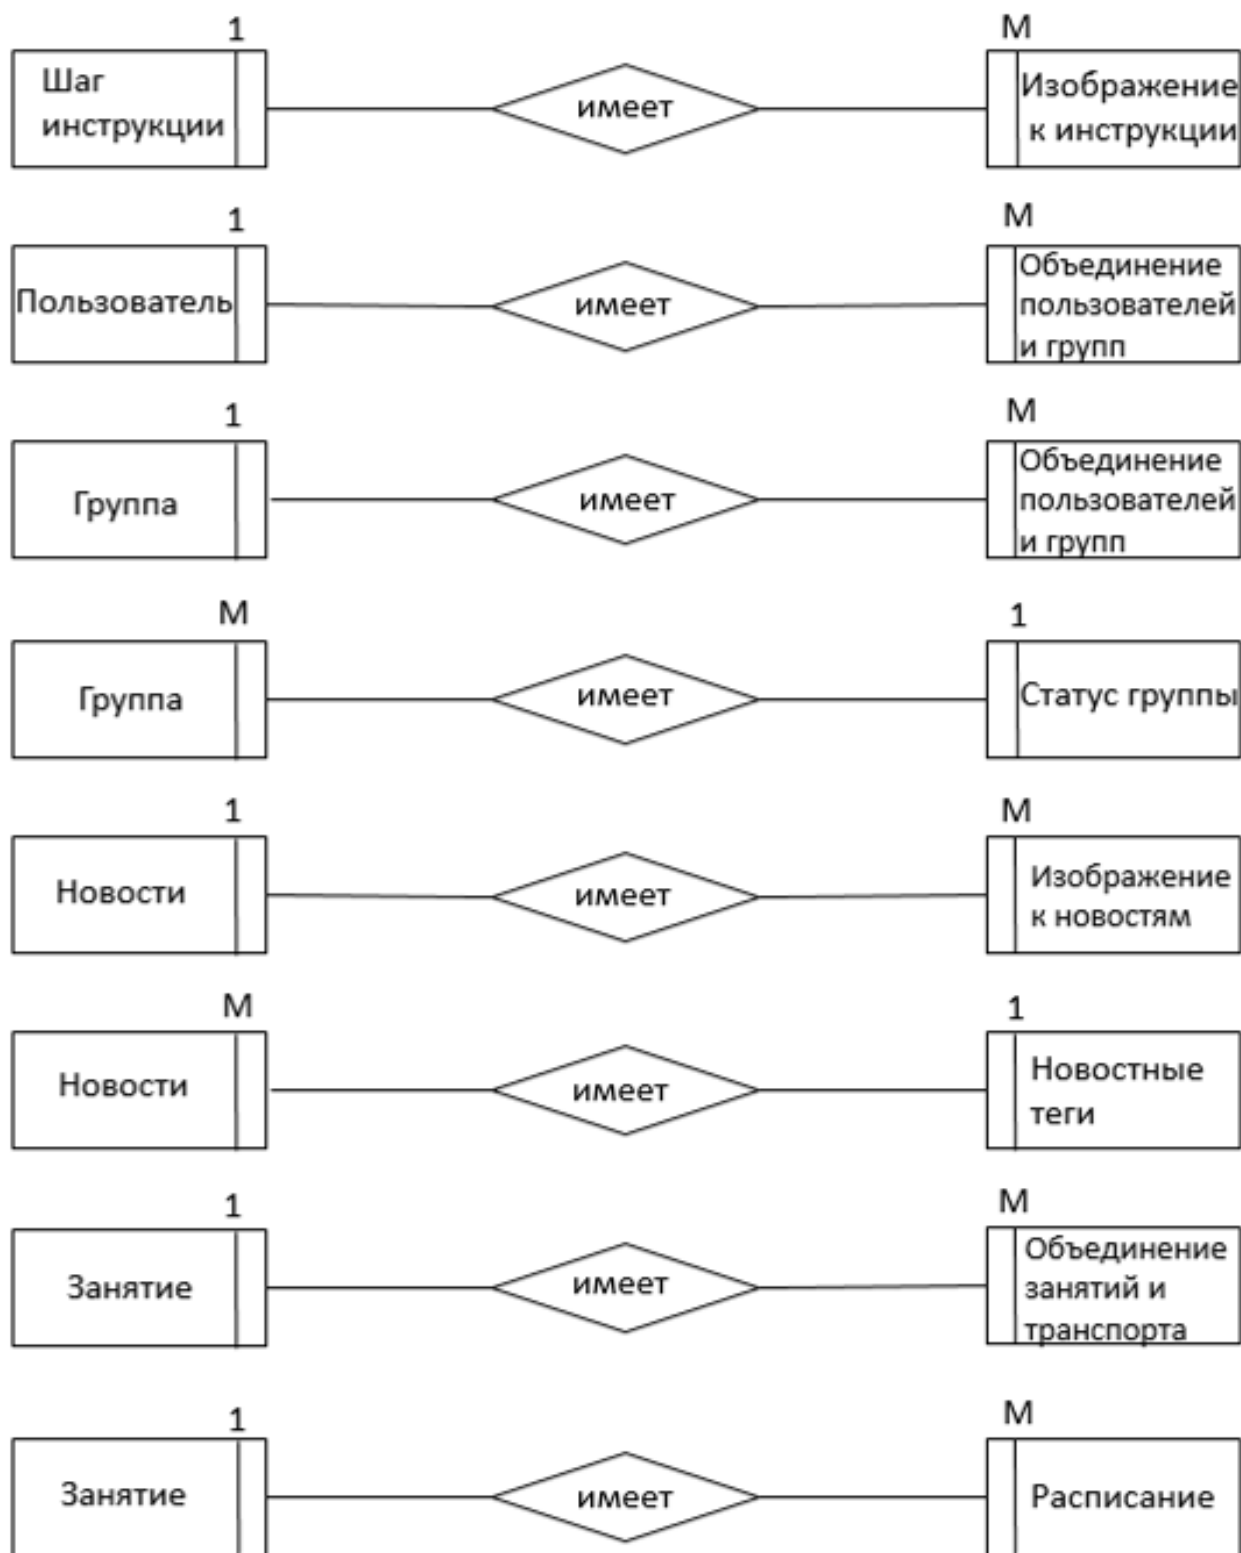 1
M
Шаг
инструкции
имеет
Изображение
к инструкции
1
M
Пользователь
имеет
Объединение
пользователей
и групп
1
M
Группа
имеет
Объединение
пользователей
и групп
M
1
Группа
имеет
Статус группы
1
M
Новости
имеет
Изображение
к новостям
M
1
Новости
имеет
Новостные
теги
1
M
Занятие
имеет
Объединение
занятий и
транспорта
1
M
Занятие
имеет
Расписание